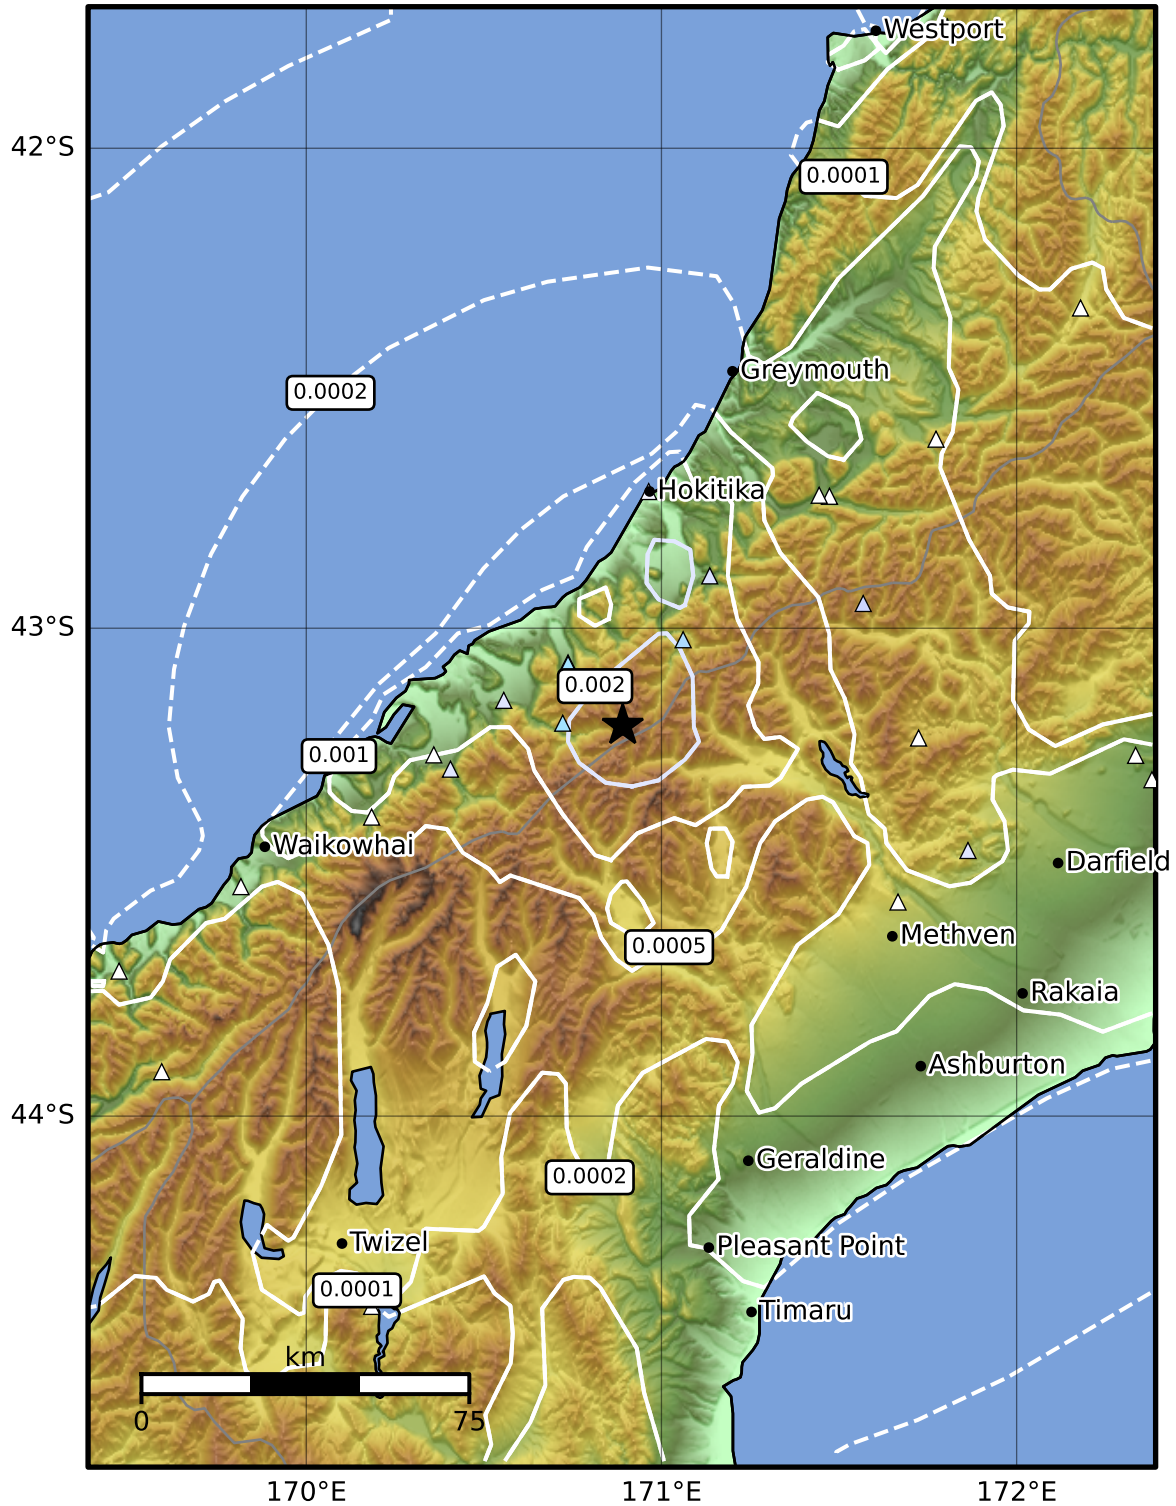 Westport
42°S
0.0001
Greymouth
0.0002
Hokitika
43°S
0.002
0.001
Waikowhai
Darfield
Methven
0.0005
Rakaia
Ashburton
44°S
Geraldine
0.0002
Twizel
Pleasant Point
0.0001
Timaru
km
0 75
170°E 171°E 172°E